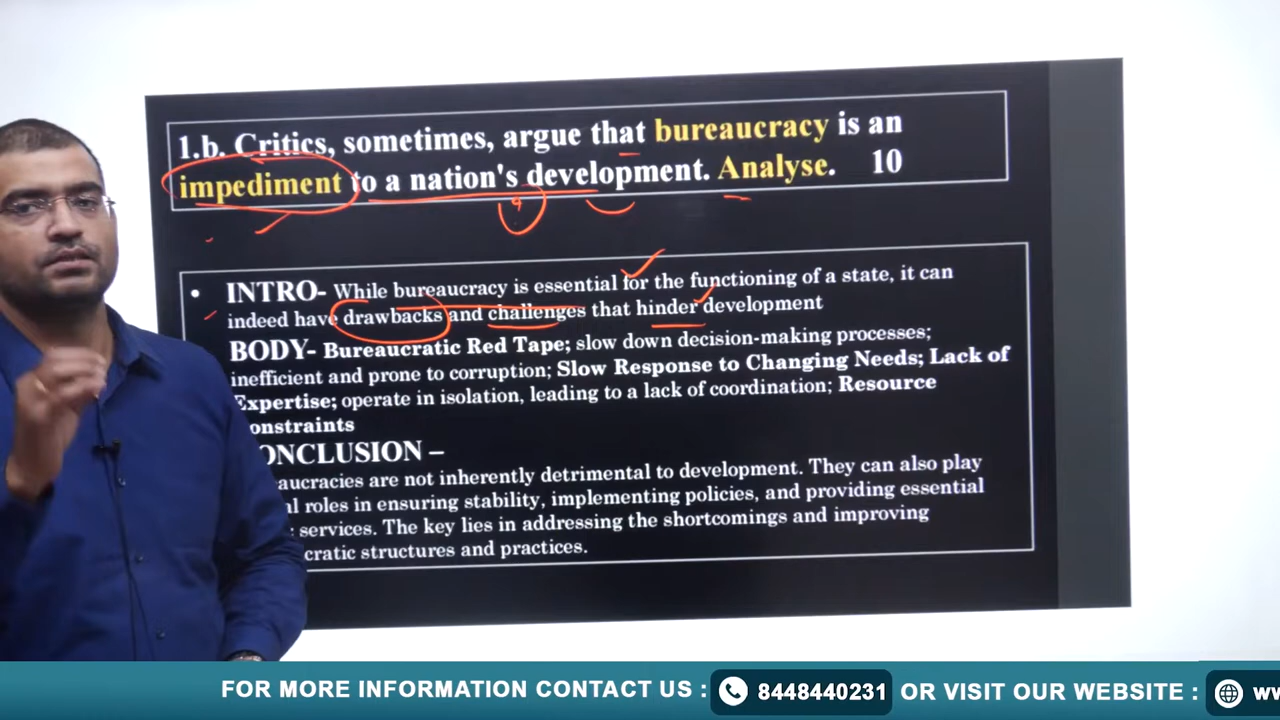 1.b. Critics, sometimes, argue that bureaucracy is an
impediment to a nation's development. Analyse. 10
• INTRO- While bureaucracy is essential for the functioning of a state, it can
indeed have drawbacks and challenges that hinder development
BODY- Bureaucratic Red Tape; slow down decision-making processes;
inefficient and prone to corruption; Slow Response to Changing Needs; Lack of
Expertise; operate in isolation, leading to a lack of coordination; Resource
onstraints
ONCLUSION –
aucracies are not inherently detrimental to development. They can also play
roles in ensuring stability, implementing policies, and providing essential
services. The key lies in addressing the shortcomings and improving
cratic structures and practices.
FOR MORE INFORMATION CONTACT US : 8448440231 OR VISIT OUR WEBSITE :